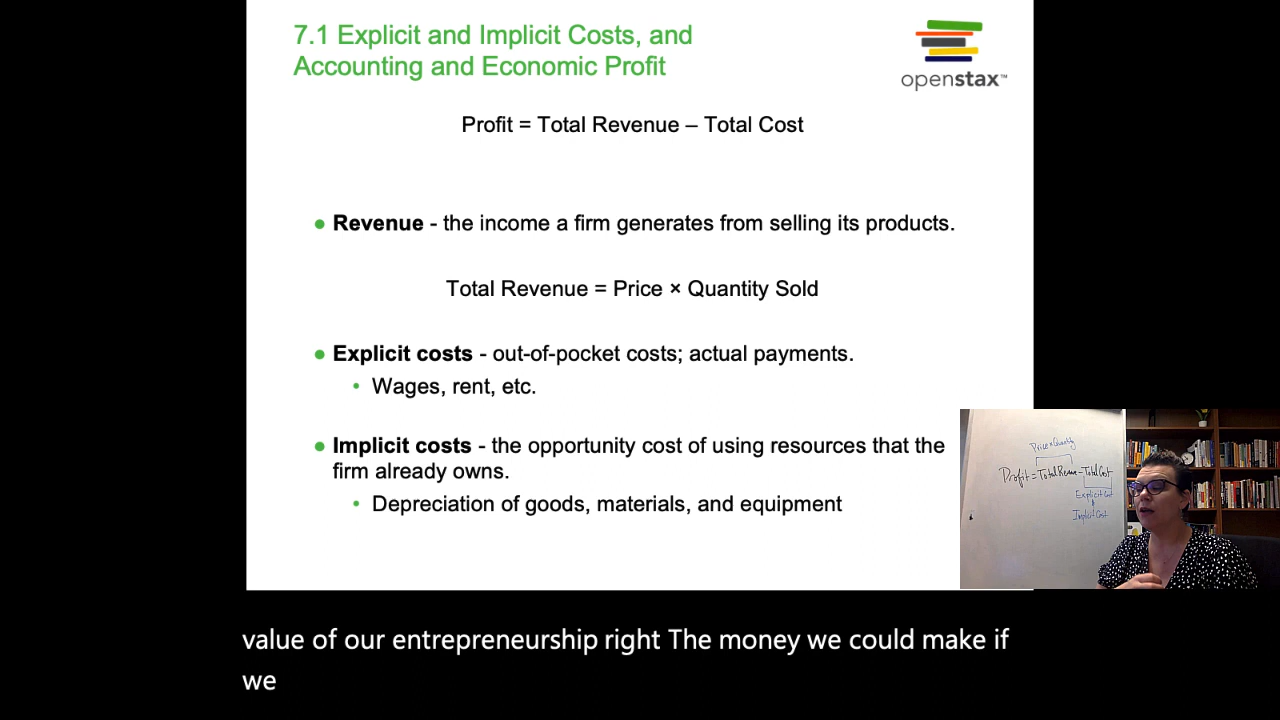 7.1 Explicit and Implicit Costs, and
Accounting and Economic Profit
openstax™
Profit = Total Revenue – Total Cost
• Revenue - the income a firm generates from selling its products.
Total Revenue = Price × Quantity Sold
• Explicit costs - out-of-pocket costs; actual payments.
• Wages, rent, etc.
• Implicit costs - the opportunity cost of using resources that the
firm already owns.
• Depreciation of goods, materials, and equipment
Price x Quantity
Profit = Total Revenue - Total Cost
Explicit Cost
+
Implicit Cost
value of our entrepreneurship right The money we could make if
we